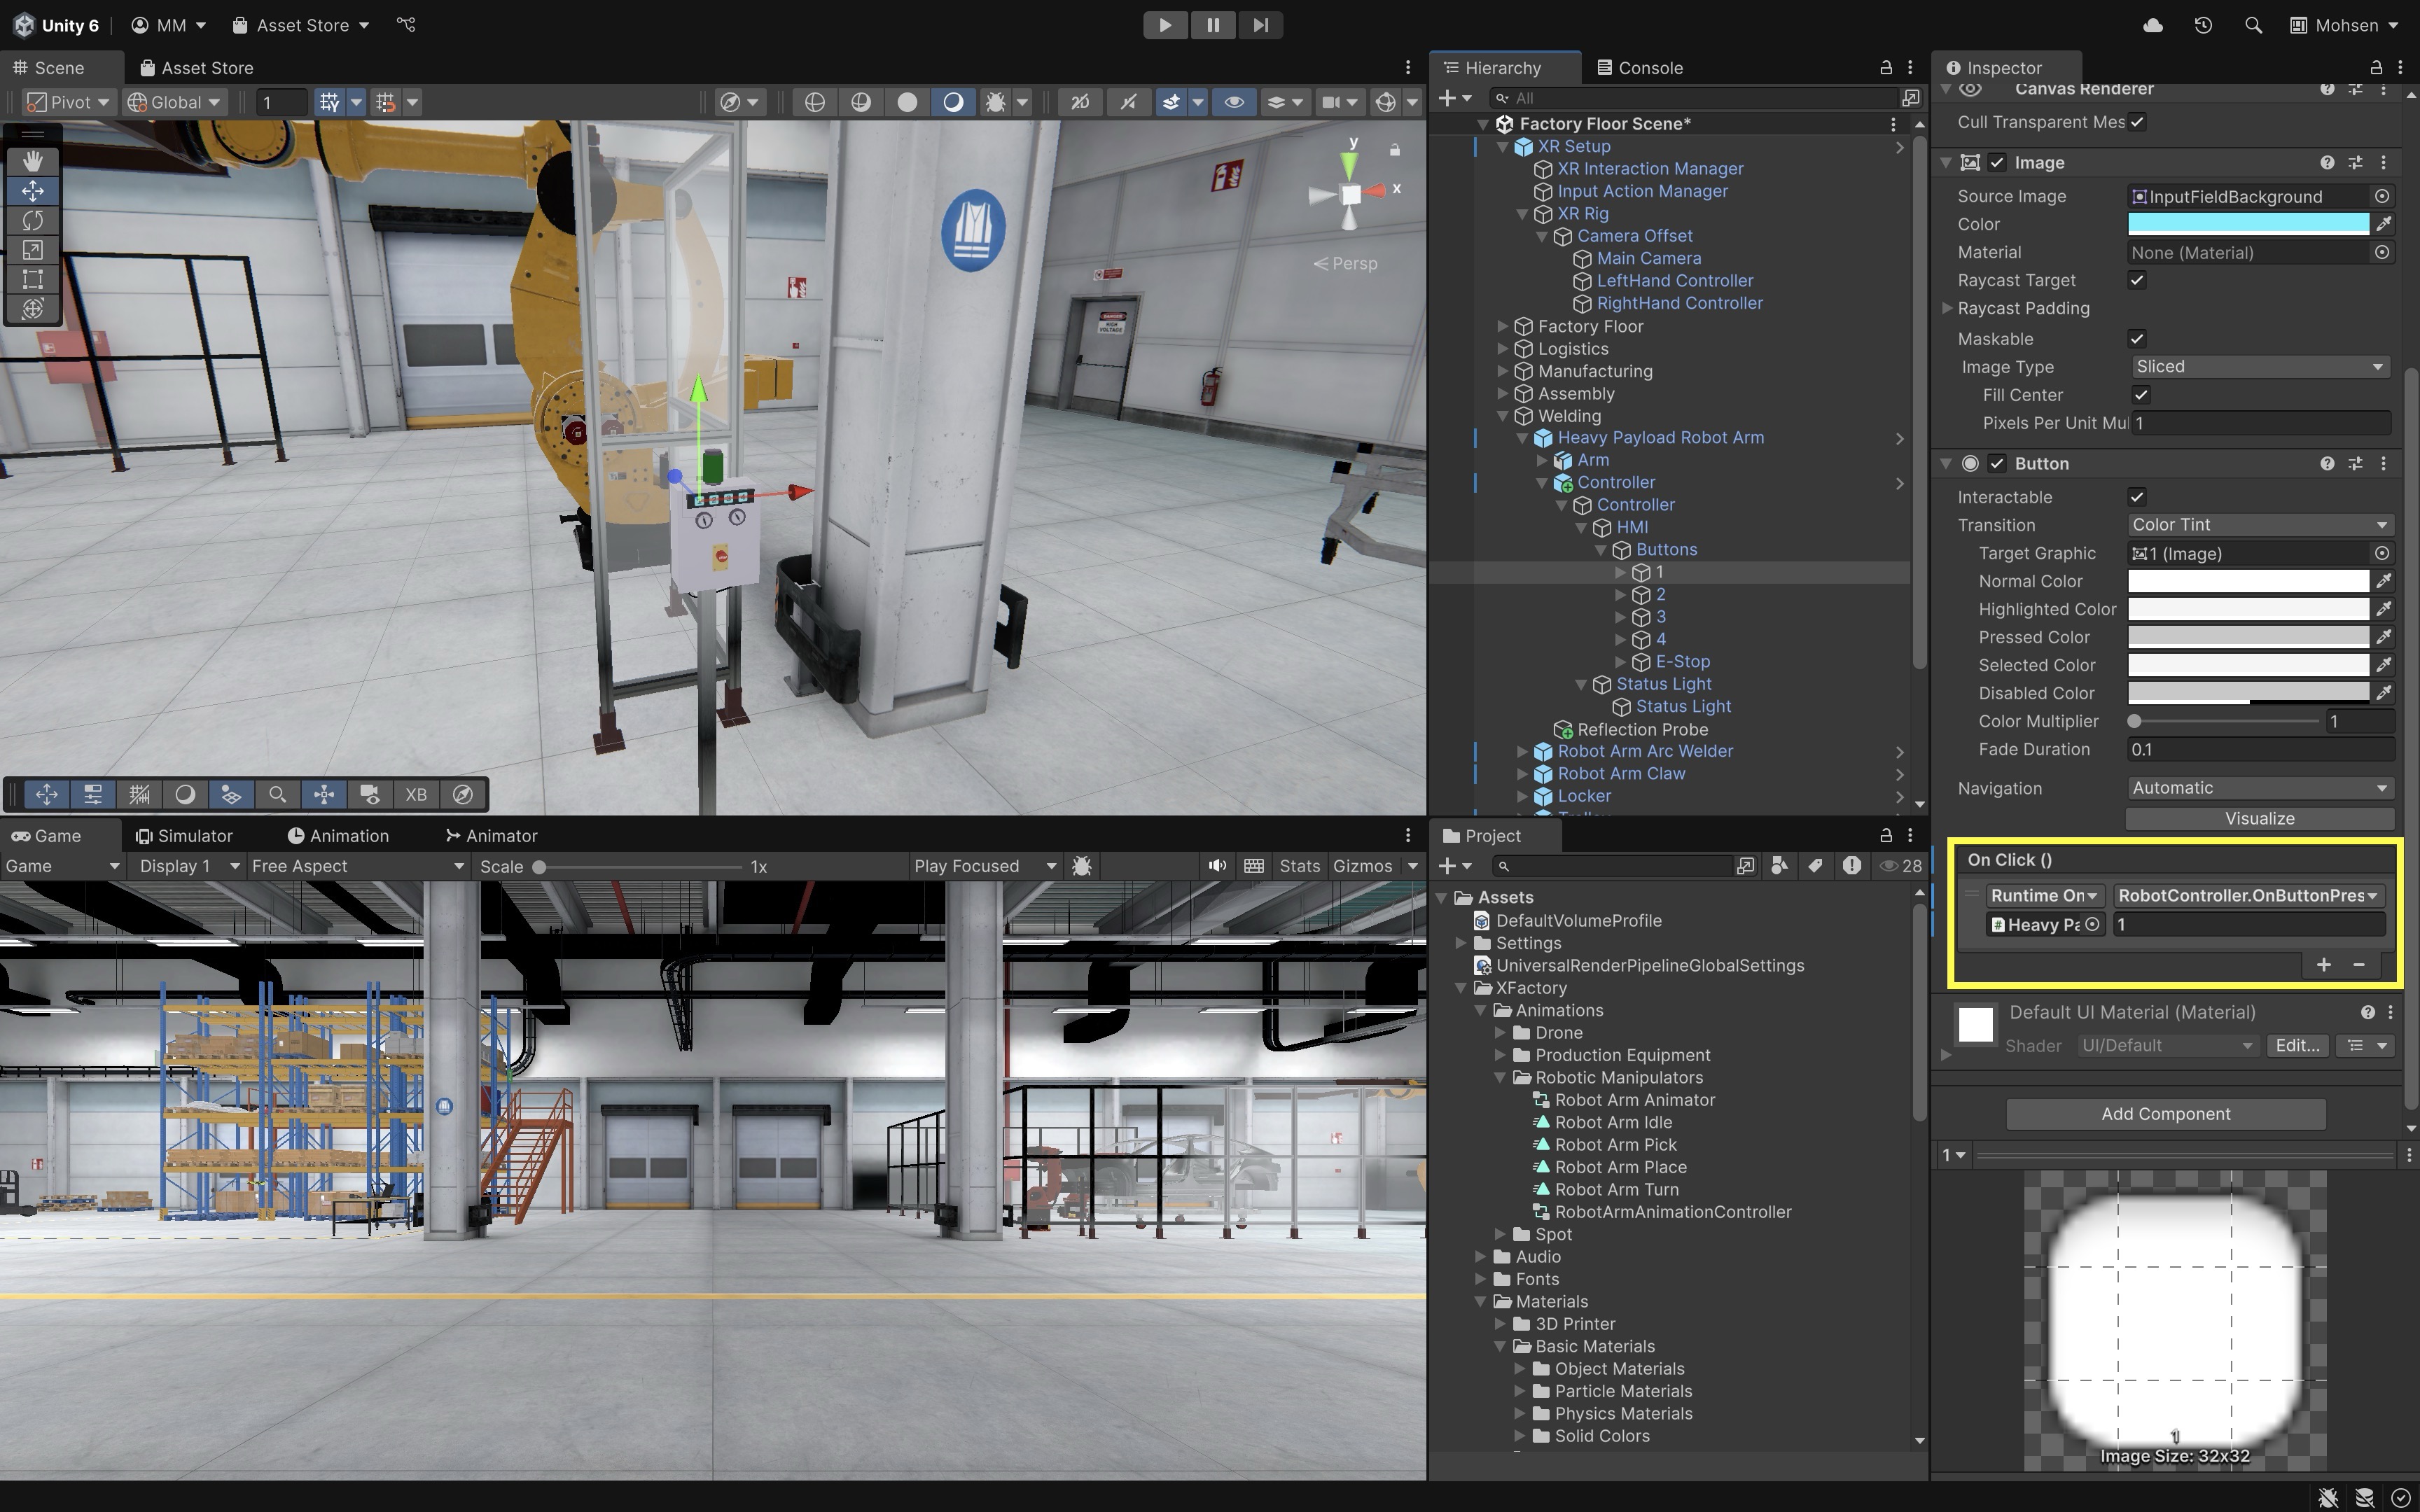 Unity 6
MM
Asset Store
Mohsen
Scene
Asset Store
Pivot
Global
1
2D
y
x
Persp
HIGH VOLTAGE
XB
Game
Simulator
Animation
Animator
Game
Display 1
Free Aspect
Scale
1x
Play Focused
Stats
Gizmos
Hierarchy
Console
All
Factory Floor Scene*
XR Setup
XR Interaction Manager
Input Action Manager
XR Rig
Camera Offset
Main Camera
LeftHand Controller
RightHand Controller
Factory Floor
Logistics
Manufacturing
Assembly
Welding
Heavy Payload Robot Arm
Arm
Controller
Controller
HMI
Buttons
1
2
3
4
E-Stop
Status Light
Status Light
Reflection Probe
Robot Arm Arc Welder
Robot Arm Claw
Locker
Project
28
Assets
DefaultVolumeProfile
Settings
UniversalRenderPipelineGlobalSettings
XFactory
Animations
Drone
Production Equipment
Robotic Manipulators
Robot Arm Animator
Robot Arm Idle
Robot Arm Pick
Robot Arm Place
Robot Arm Turn
RobotArmAnimationController
Spot
Audio
Fonts
Materials
3D Printer
Basic Materials
Object Materials
Particle Materials
Physics Materials
Solid Colors
Inspector
Canvas Renderer
Cull Transparent Mes
Image
Source Image InputFieldBackground
Color
Material None (Material)
Raycast Target
Raycast Padding
Maskable
Image Type Sliced
Fill Center
Pixels Per Unit Mul 1
Button
Interactable
Transition Color Tint
Target Graphic 1 (Image)
Normal Color
Highlighted Color
Pressed Color
Selected Color
Disabled Color
Color Multiplier 1
Fade Duration 0.1
Navigation Automatic
Visualize
On Click ()
Runtime On RobotController.OnButtonPres
Heavy Pa 1
Default UI Material (Material)
Shader UI/Default Edit...
Add Component
1
1
Image Size: 32x32